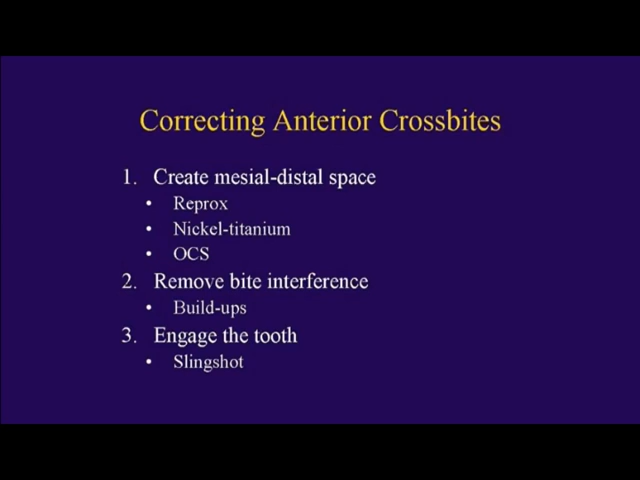 Correcting Anterior Crossbites
1. Create mesial-distal space
• Reprox
• Nickel-titanium
• OCS
2. Remove bite interference
• Build-ups
3. Engage the tooth
• Slingshot